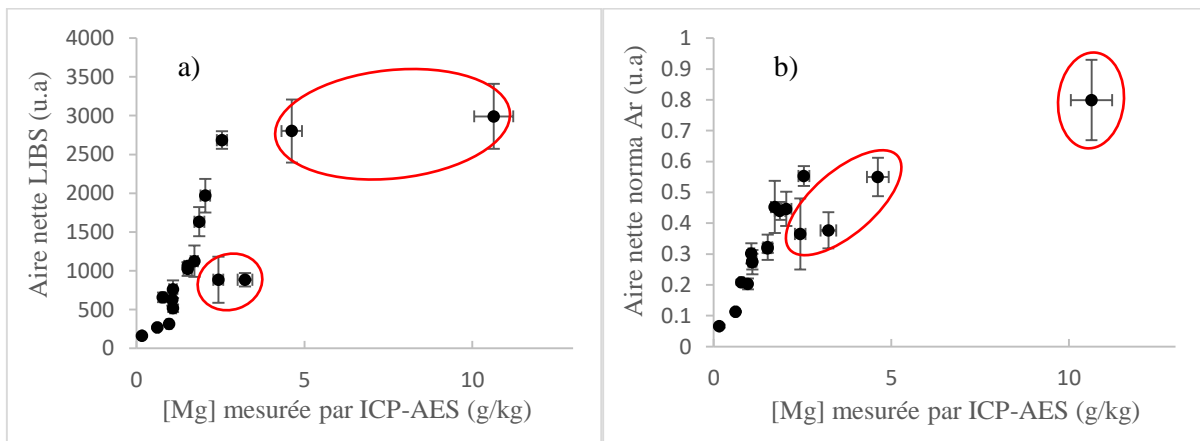 a)
4000
3500
3000
2500
2000
1500
1000
500
0
Aire nette LIBS (u.a)
0 5 10
[Mg] mesurée par ICP-AES (g/kg)
b)
1
0.9
0.8
0.7
0.6
0.5
0.4
0.3
0.2
0.1
0
Aire nette norma Ar (u.a)
0 5 10
[Mg] mesurée par ICP-AES (g/kg)